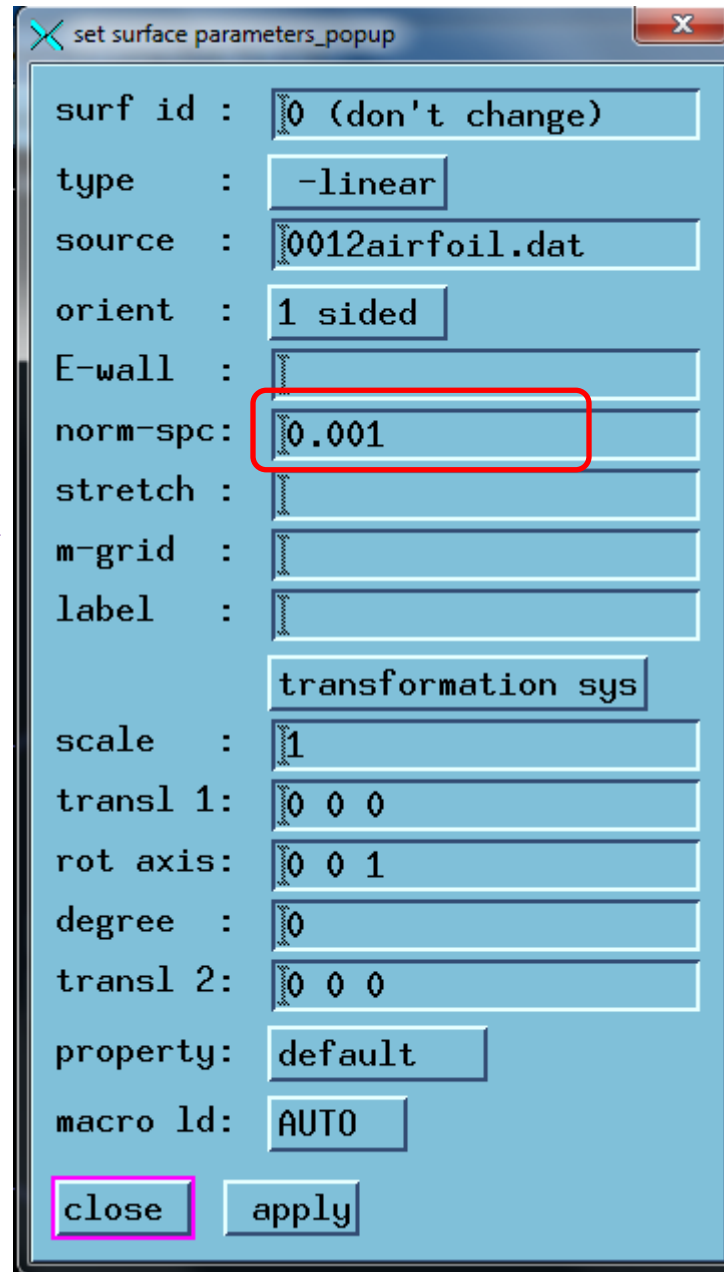 set surface parameters_popup
surf id : 0 (don't change)
type : -linear
source : 0012airfoil.dat
orient : 1 sided
E-wall :
norm-spc: 0.001
stretch :
m-grid :
label :
transformation sys
scale : 1
transl 1: 0 0 0
rot axis: 0 0 1
degree : 0
transl 2: 0 0 0
property: default
macro ld: AUTO
close apply